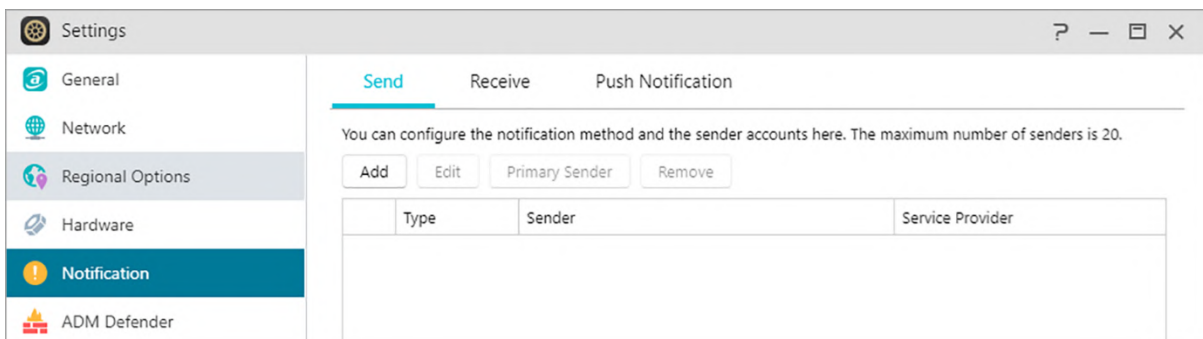 Settings
General
Network
Regional Options
Hardware
Notification
ADM Defender
Send Receive Push Notification
You can configure the notification method and the sender accounts here. The maximum number of senders is 20.
Add Edit Primary Sender Remove
Type Sender Service Provider